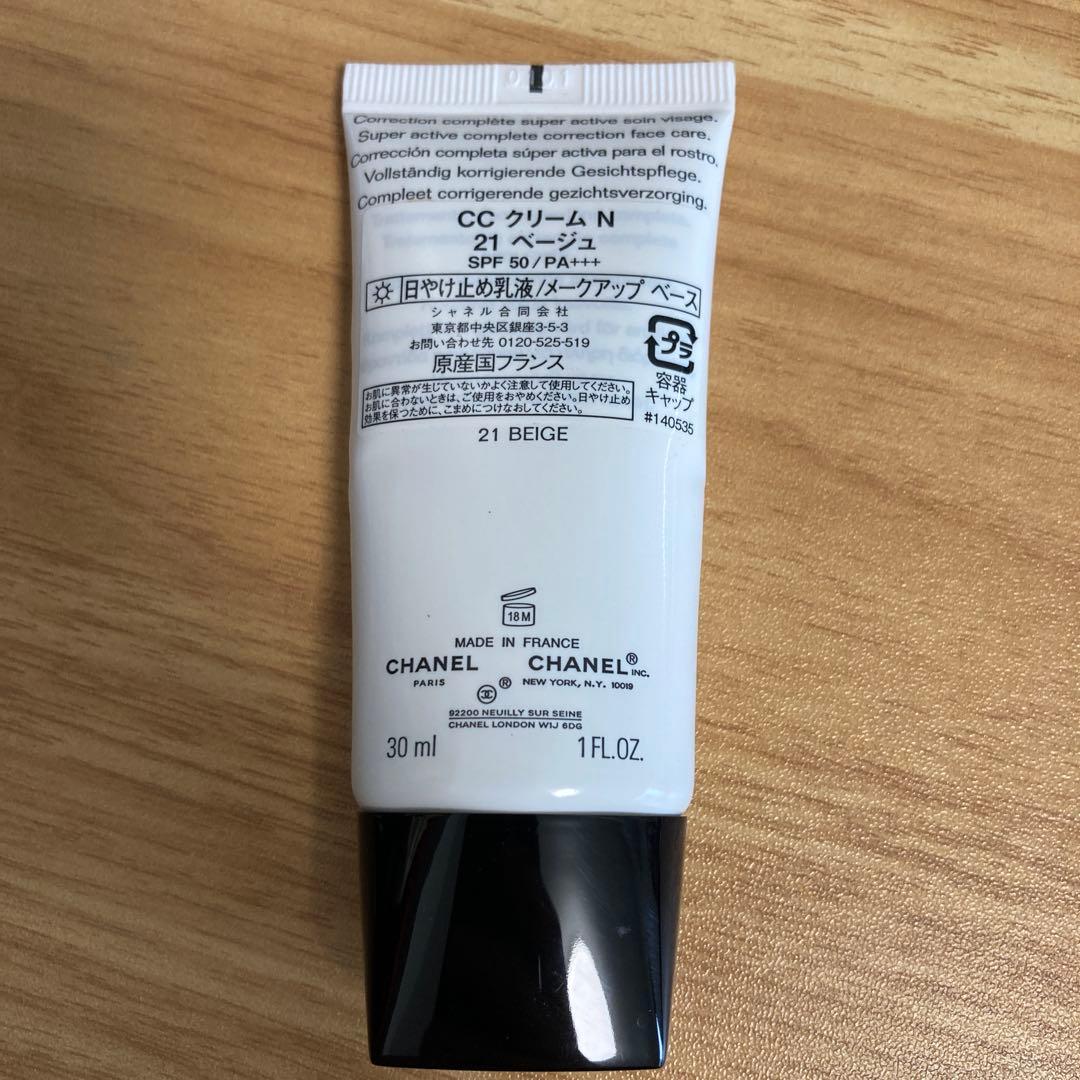 Correction complète super active soin visage.
Super active complete correction face care.
Corrección completa súper activa para el rostro.
Vollständig korrigierende Gesichtspflege.
Compleet corrigerende gezichtsverzorging.
CC クリーム N
21 ベージュ
SPF 50/PA+++
日やけ止め乳液/メークアップ ベース
シャネル合同会社
東京都中央区銀座3-5-3
お問い合わせ先 0120-525-519
原産国フランス
プラ
容器
キャップ
#140535
お肌に異常が生じていないかよく注意して使用してください。
お肌に合わないときは、ご使用をおやめください。日やけ止め
効果を保つために、こまめにつけなおしてください。
21 BEIGE
18M
MADE IN FRANCE
CHANEL CHANEL® INC.
PARIS NEW YORK, N.Y. 10019
®
92200 NEUILLY SUR SEINE
CHANEL LONDON W1J 6DG
30 ml 1 FL.OZ.